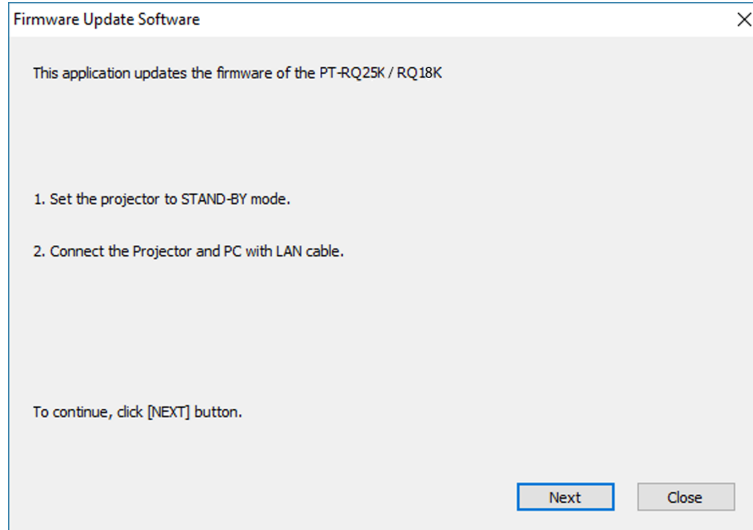 Firmware Update Software
This application updates the firmware of the PT-RQ25K / RQ18K
1. Set the projector to STAND-BY mode.
2. Connect the Projector and PC with LAN cable.
To continue, click [NEXT] button.
Next
Close